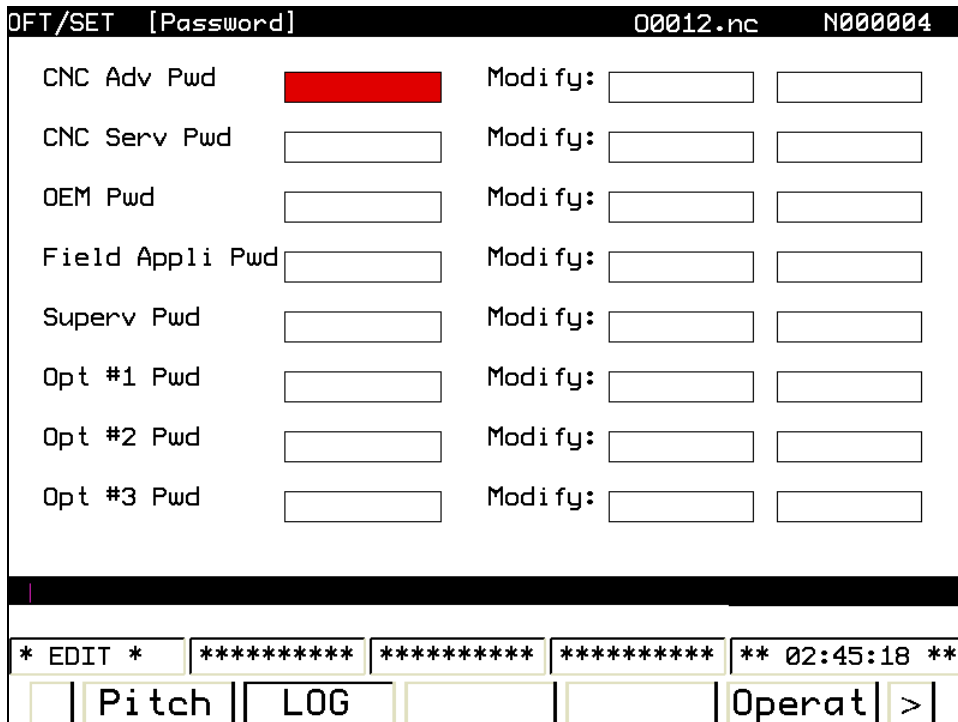 OFT/SET [Password] O0012.nc N000004
CNC Adv Pwd Modify:
CNC Serv Pwd Modify:
OEM Pwd Modify:
Field Appli Pwd Modify:
Superv Pwd Modify:
Opt #1 Pwd Modify:
Opt #2 Pwd Modify:
Opt #3 Pwd Modify:
* EDIT * ********** ********** ********** ** 02:45:18 **
Pitch LOG Operat >